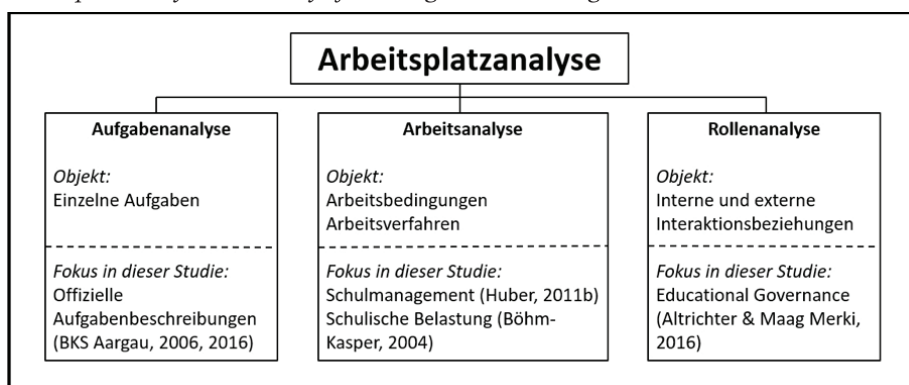 Arbeitsplatzanalyse
Aufgabenanalyse
Objekt:
Einzelne Aufgaben
Fokus in dieser Studie:
Offizielle
Aufgabenbeschreibungen
(BKS Aargau, 2006, 2016)
Arbeitsanalyse
Objekt:
Arbeitsbedingungen
Arbeitsverfahren
Fokus in dieser Studie:
Schulmanagement (Huber, 2011b)
Schulische Belastung (Böhm-
Kasper, 2004)
Rollenanalyse
Objekt:
Interne und externe
Interaktionsbeziehungen
Fokus in dieser Studie:
Educational Governance
(Altrichter & Maag Merki,
2016)